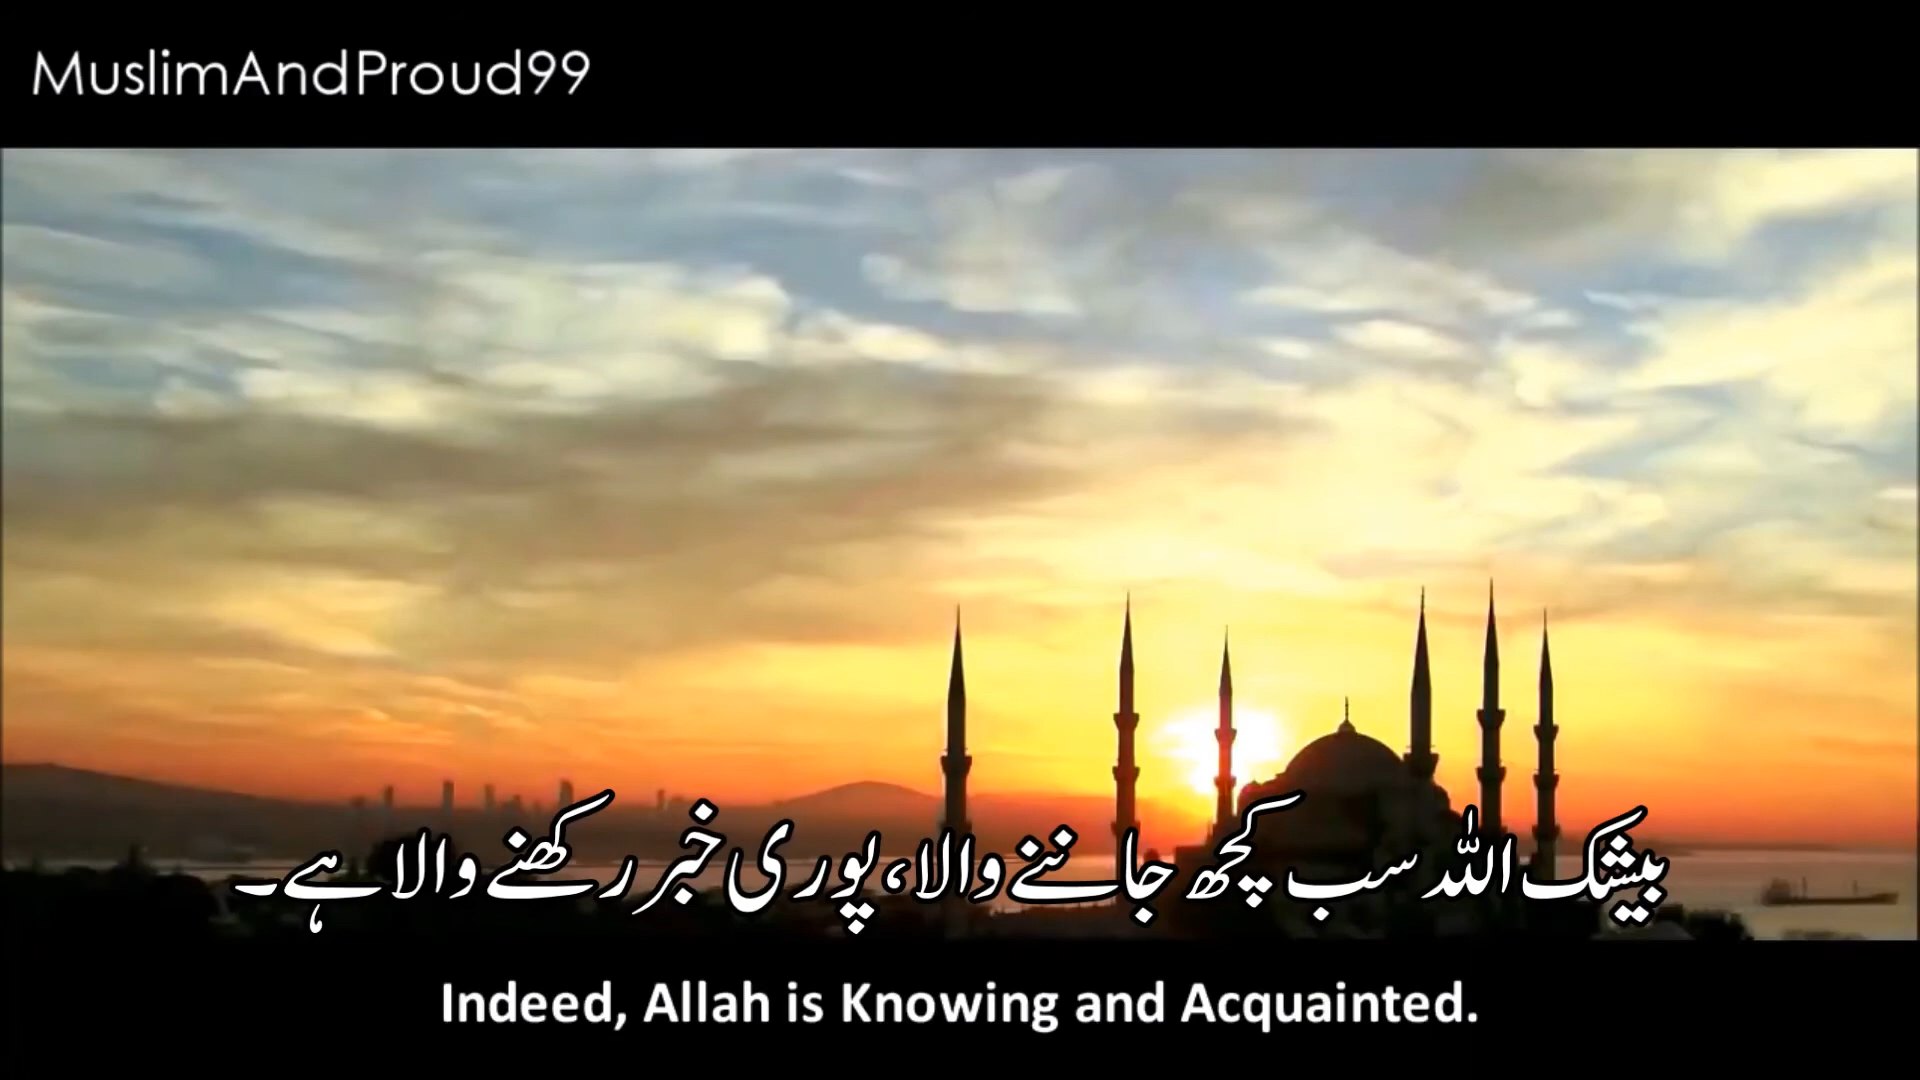 MuslimAndProud99
بیشک اللہ سب کچھ جاننے والا، پوری خبر رکھنے والا ہے۔
Indeed, Allah is Knowing and Acquainted.